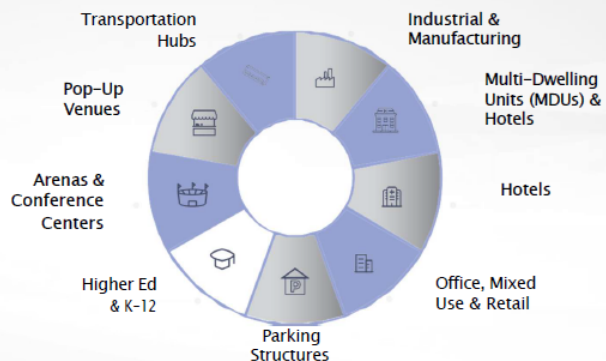 Transportation
Hubs
Industrial &
Manufacturing
Multi-Dwelling
Units (MDUs) &
Hotels
Hotels
Office, Mixed
Use & Retail
Parking
Structures
P
Higher Ed
& K-12
Arenas &
Conference
Centers
Pop-Up
Venues